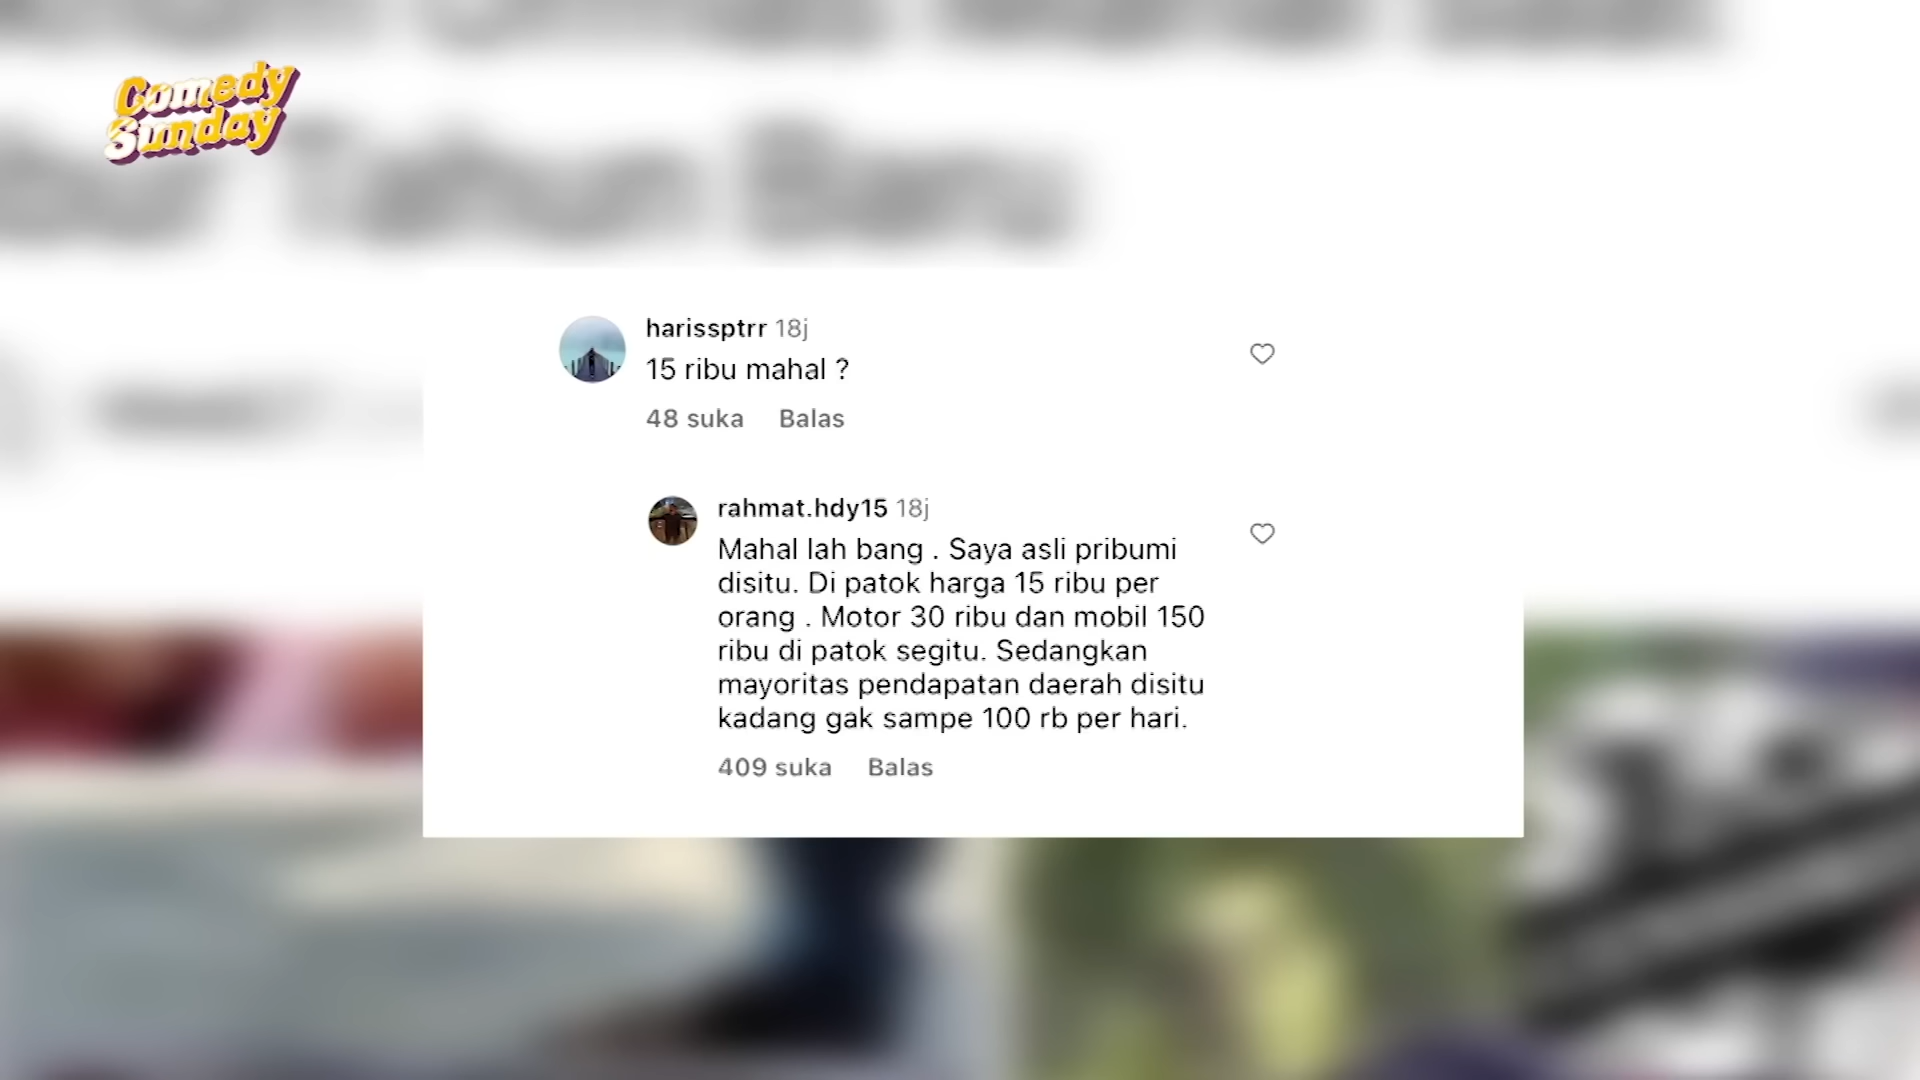 Comedy
Sunday
Tahun Baru
harissptrr 18j
15 ribu mahal ?
48 suka Balas
rahmat.hdy15 18j
Mahal lah bang . Saya asli pribumi
disitu. Di patok harga 15 ribu per
orang . Motor 30 ribu dan mobil 150
ribu di patok segitu. Sedangkan
mayoritas pendapatan daerah disitu
kadang gak sampe 100 rb per hari.
409 suka Balas